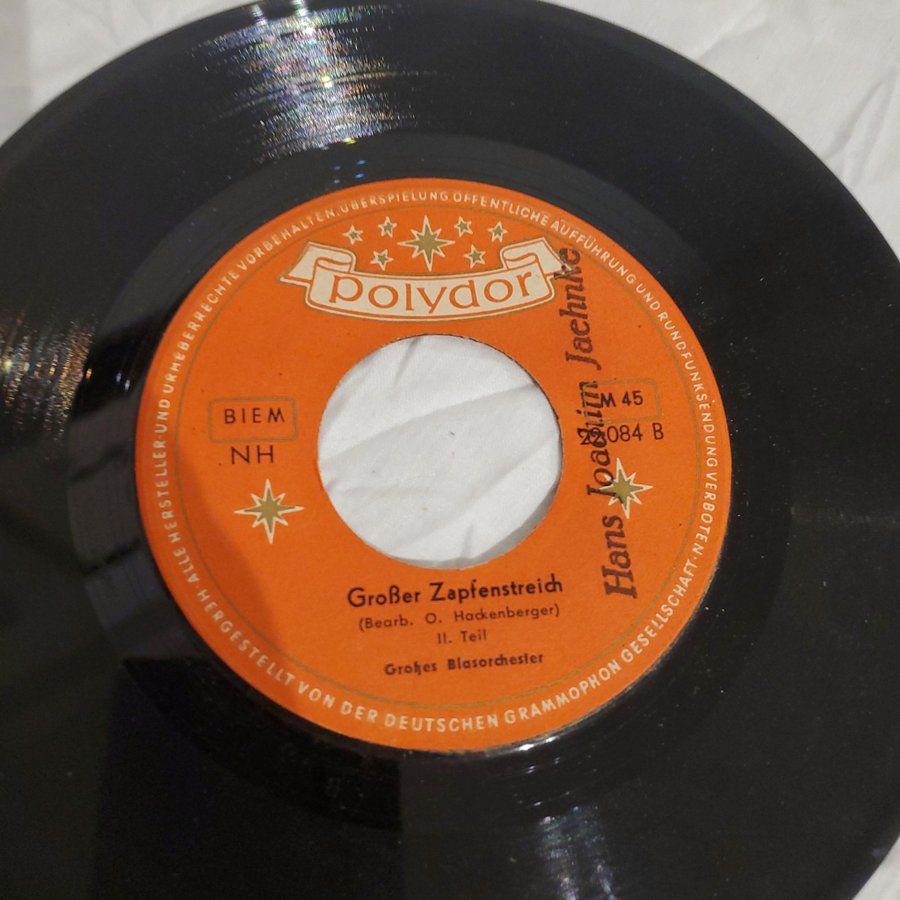 ALLE HERSTELLER- UND URHEBERRECHTE VORBEHALTEN. ÜBERSPIELUNG, ÖFFENTLICHE AUFFÜHRUNG UND RUNDFUNKSENDUNG VERBOTEN.
polydor
BIEM
NH
M 45
084 B
Hans Joachim Jaehnke
Großer Zapfenstreich
(Bearb. O. Hackenberger)
II. Teil
Großes Blasorchester
HERGESTELLT VON DER DEUTSCHEN GRAMMOPHON GESELLSCHAFT